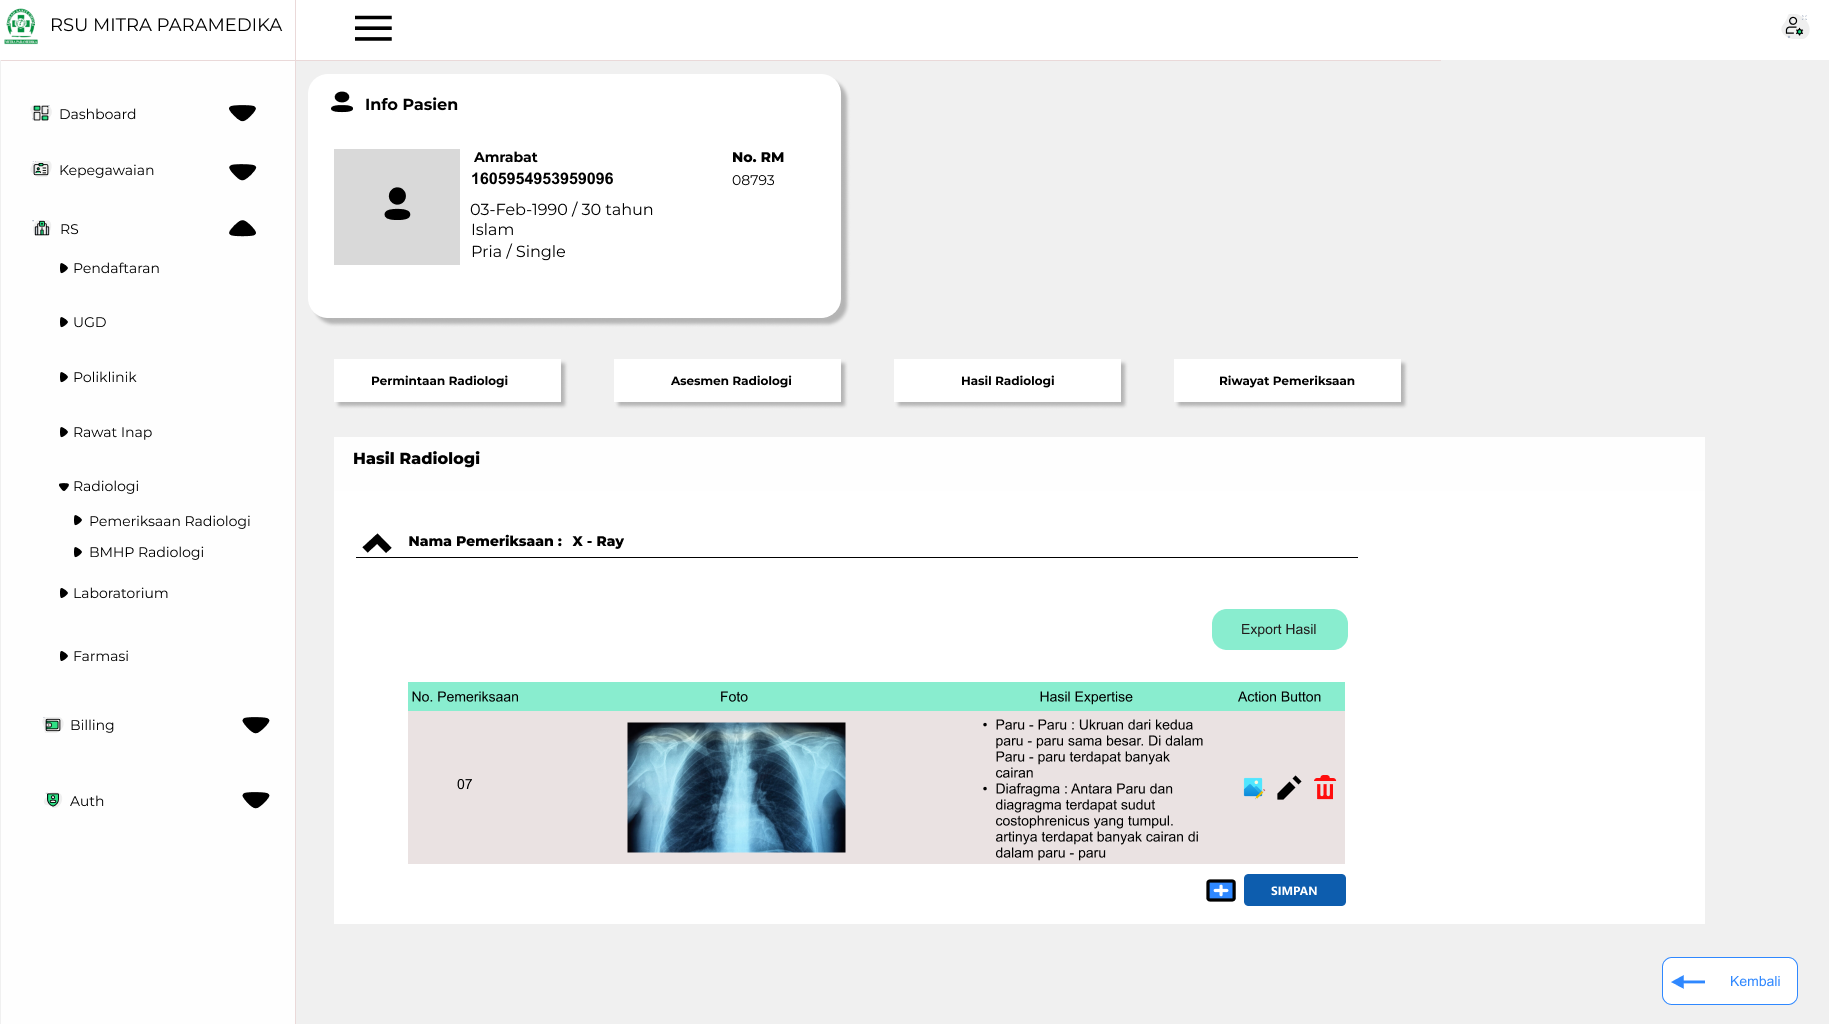 RSU MITRA PARAMEDIKA
Dashboard
Kepegawaian
RS
Pendaftaran
UGD
Poliklinik
Rawat Inap
Radiologi
Pemeriksaan Radiologi
BMHP Radiologi
Laboratorium
Farmasi
Billing
Auth
Info Pasien
Amrabat
1605954953959096
03-Feb-1990 / 30 tahun
Islam
Pria / Single
No. RM
08793
Permintaan Radiologi
Asesmen Radiologi
Hasil Radiologi
Riwayat Pemeriksaan
Hasil Radiologi
Nama Pemeriksaan : X - Ray
Export Hasil
No. Pemeriksaan
Foto
Hasil Expertise
Action Button
07
• Paru - Paru : Ukruan dari kedua
paru - paru sama besar. Di dalam
Paru - paru terdapat banyak
cairan
• Diafragma : Antara Paru dan
diagragma terdapat sudut
costophrenicus yang tumpul.
artinya terdapat banyak cairan di
dalam paru - paru
SIMPAN
Kembali